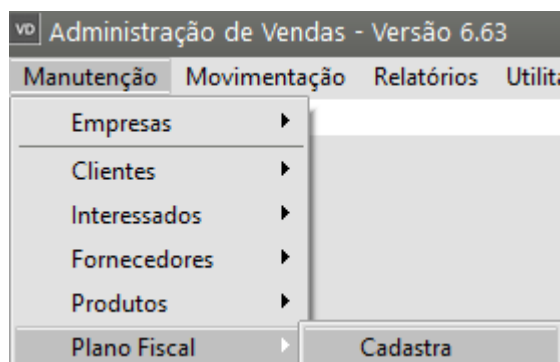 VD Administração de Vendas - Versão 6.63
Manutenção Movimentação Relatórios
Empresas
Clientes
Interessados
Fornecedores
Produtos
Plano Fiscal Cadastra